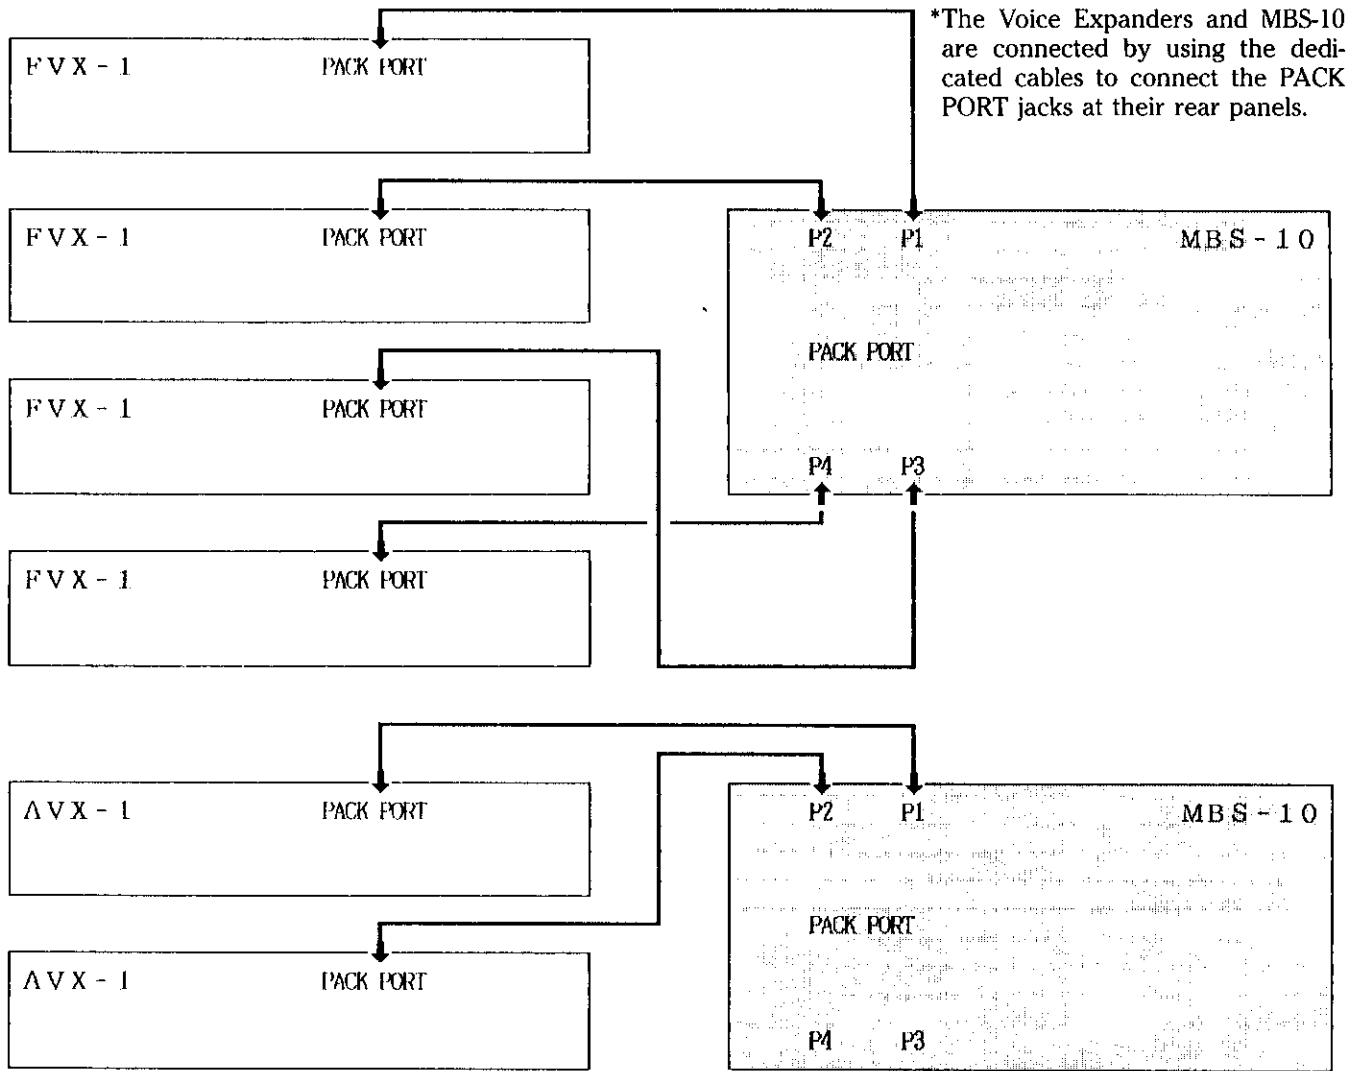 *The Voice Expanders and MBS-10
are connected by using the dedi-
cated cables to connect the PACK
PORT jacks at their rear panels.
FVX-1 PACK PORT
FVX-1 PACK PORT
P2 P1 MBS-10
PACK PORT
FVX-1 PACK PORT
P4 P3
FVX-1 PACK PORT
AVX-1 PACK PORT
P2 P1 MBS-10
PACK PORT
AVX-1 PACK PORT
P4 P3